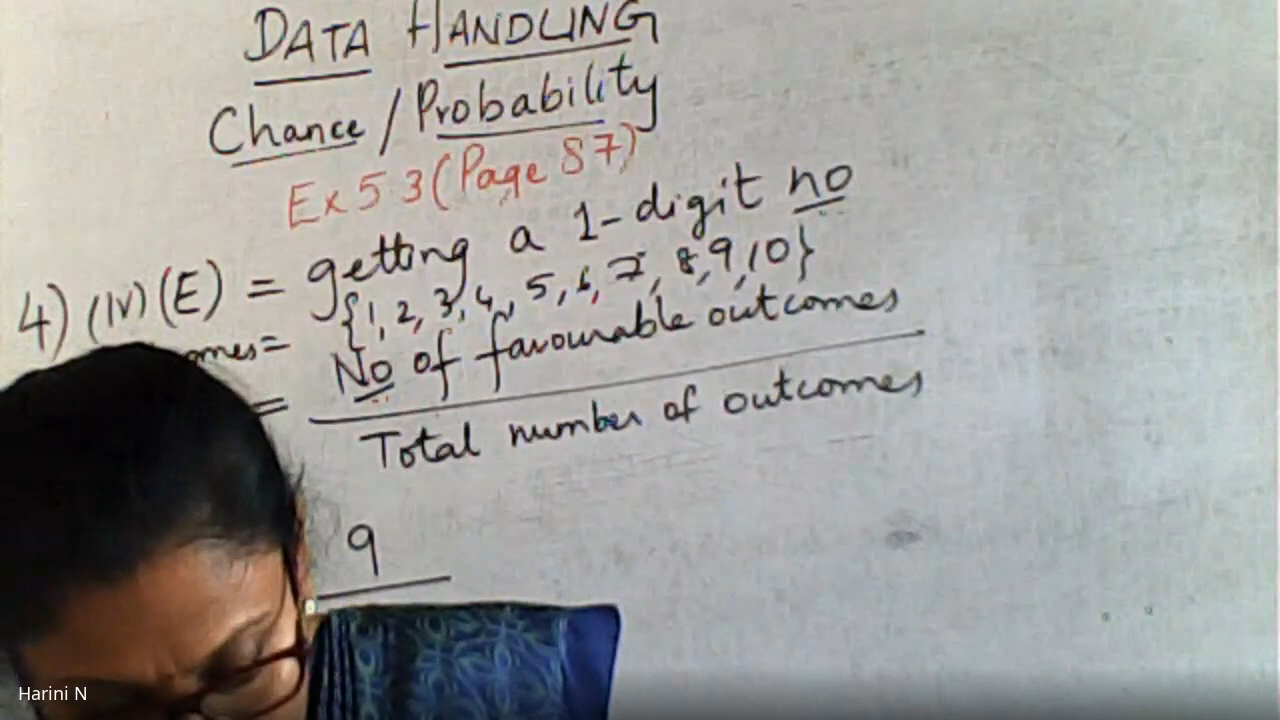 DATA HANDLING
Chance / Probability
Ex 5 3 (Page 87)
4) (IV) (E) = getting a 1-digit no
omes = {1, 2, 3, 4, 5, 6, 7, 8, 9, 10}
= No of favourable outcomes
Total number of outcomes
9
Harini N